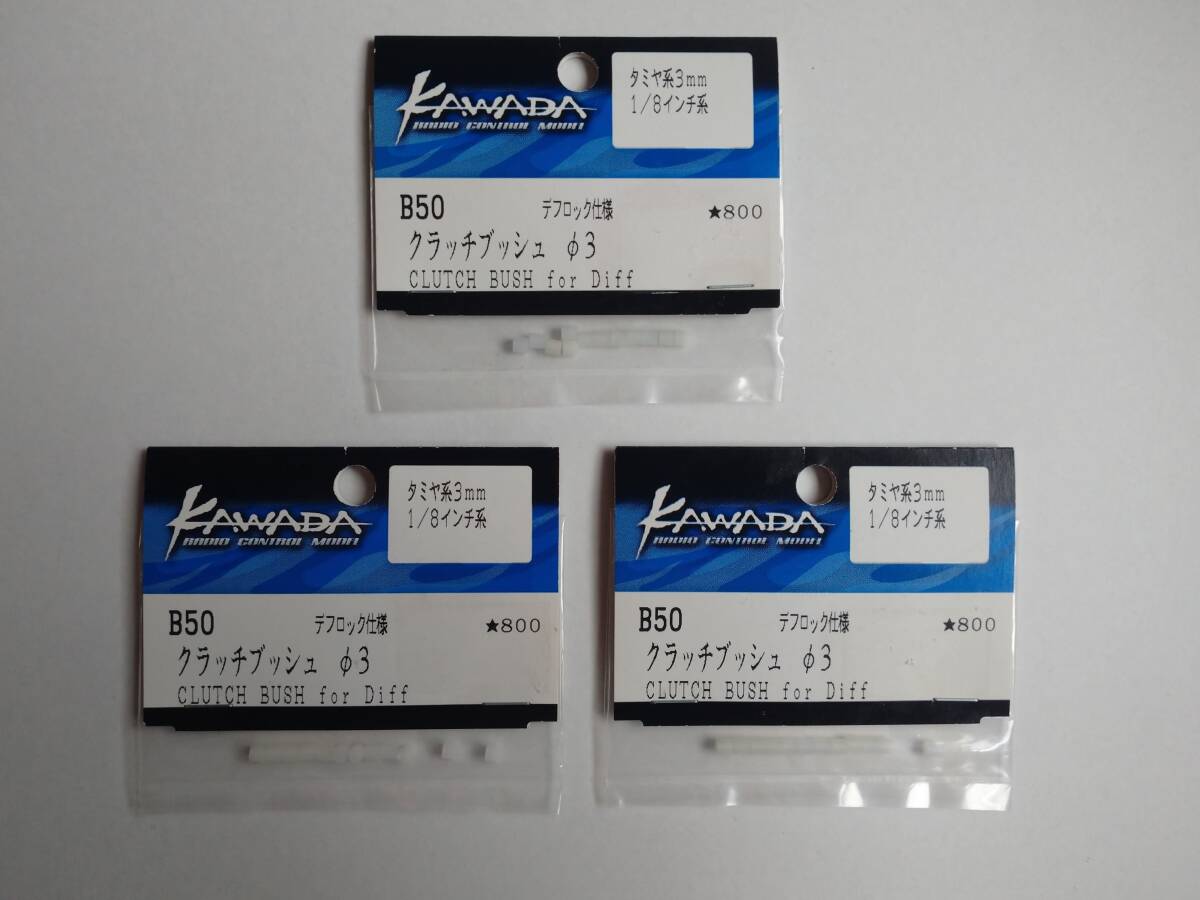 KAWADA
RADIO CONTROL MODEL
タミヤ系3mm
1/8インチ系
B50 デフロック仕様 ★800
クラッチブッシュ φ3
CLUTCH BUSH for Diff
KAWADA
RADIO CONTROL MODEL
タミヤ系3mm
1/8インチ系
B50 デフロック仕様 ★800
クラッチブッシュ φ3
CLUTCH BUSH for Diff
KAWADA
RADIO CONTROL MODEL
タミヤ系3mm
1/8インチ系
B50 デフロック仕様 ★800
クラッチブッシュ φ3
CLUTCH BUSH for Diff